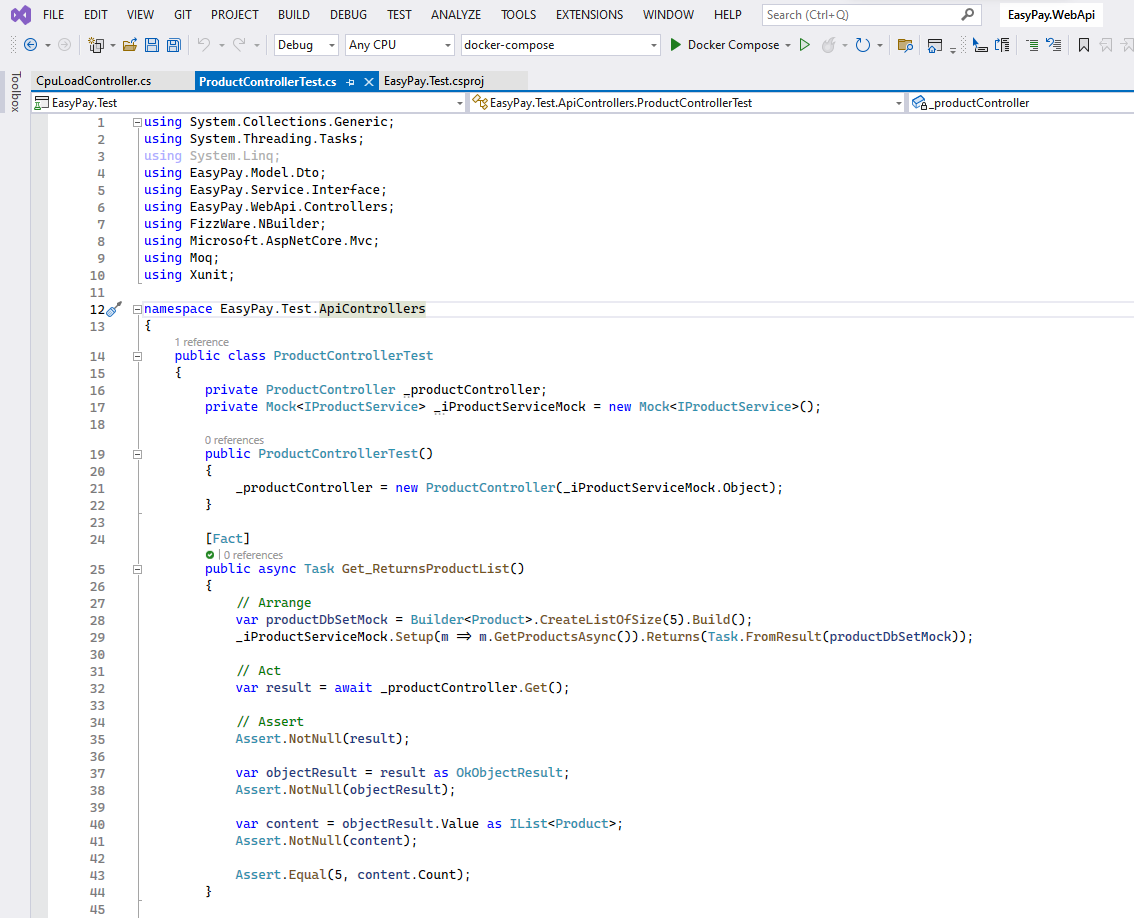 FILE EDIT VIEW GIT PROJECT BUILD DEBUG TEST ANALYZE TOOLS EXTENSIONS WINDOW HELP Search (Ctrl+Q) EasyPay.WebApi
Debug Any CPU docker-compose Docker Compose
Toolbox
CpuLoadController.cs ProductControllerTest.cs EasyPay.Test.csproj
EasyPay.Test EasyPay.Test.ApiControllers.ProductControllerTest _productController
1 using System.Collections.Generic;
2 using System.Threading.Tasks;
3 using System.Linq;
4 using EasyPay.Model.Dto;
5 using EasyPay.Service.Interface;
6 using EasyPay.WebApi.Controllers;
7 using FizzWare.NBuilder;
8 using Microsoft.AspNetCore.Mvc;
9 using Moq;
10 using Xunit;
11
12 namespace EasyPay.Test.ApiControllers
13 {
1 reference
14 public class ProductControllerTest
15 {
16 private ProductController _productController;
17 private Mock<IProductService> _iProductServiceMock = new Mock<IProductService>();
18
0 references
19 public ProductControllerTest()
20 {
21 _productController = new ProductController(_iProductServiceMock.Object);
22 }
23
24 [Fact]
| 0 references
25 public async Task Get_ReturnsProductList()
26 {
27 // Arrange
28 var productDbSetMock = Builder<Product>.CreateListOfSize(5).Build();
29 _iProductServiceMock.Setup(m => m.GetProductsAsync()).Returns(Task.FromResult(productDbSetMock));
30
31 // Act
32 var result = await _productController.Get();
33
34 // Assert
35 Assert.NotNull(result);
36
37 var objectResult = result as OkObjectResult;
38 Assert.NotNull(objectResult);
39
40 var content = objectResult.Value as IList<Product>;
41 Assert.NotNull(content);
42
43 Assert.Equal(5, content.Count);
44 }
45